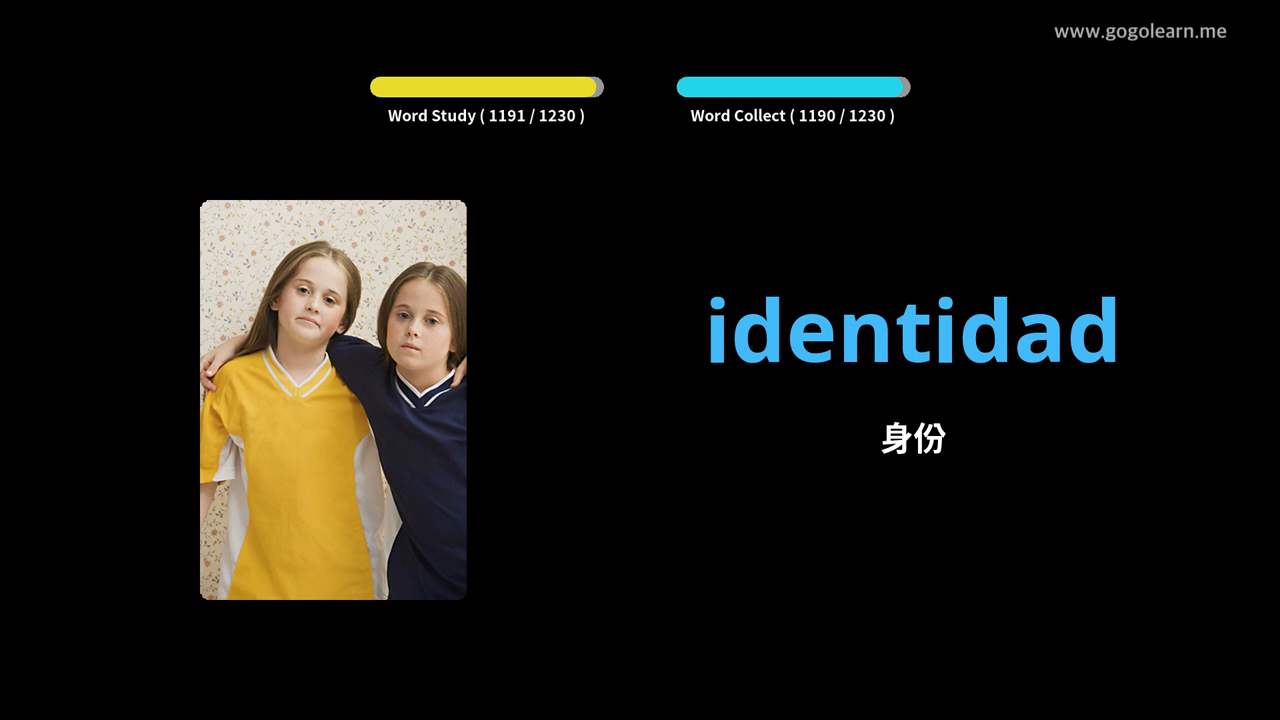 www.gogolearn.me
Word Study ( 1191 / 1230 )
Word Collect ( 1190 / 1230 )
identidad
身份